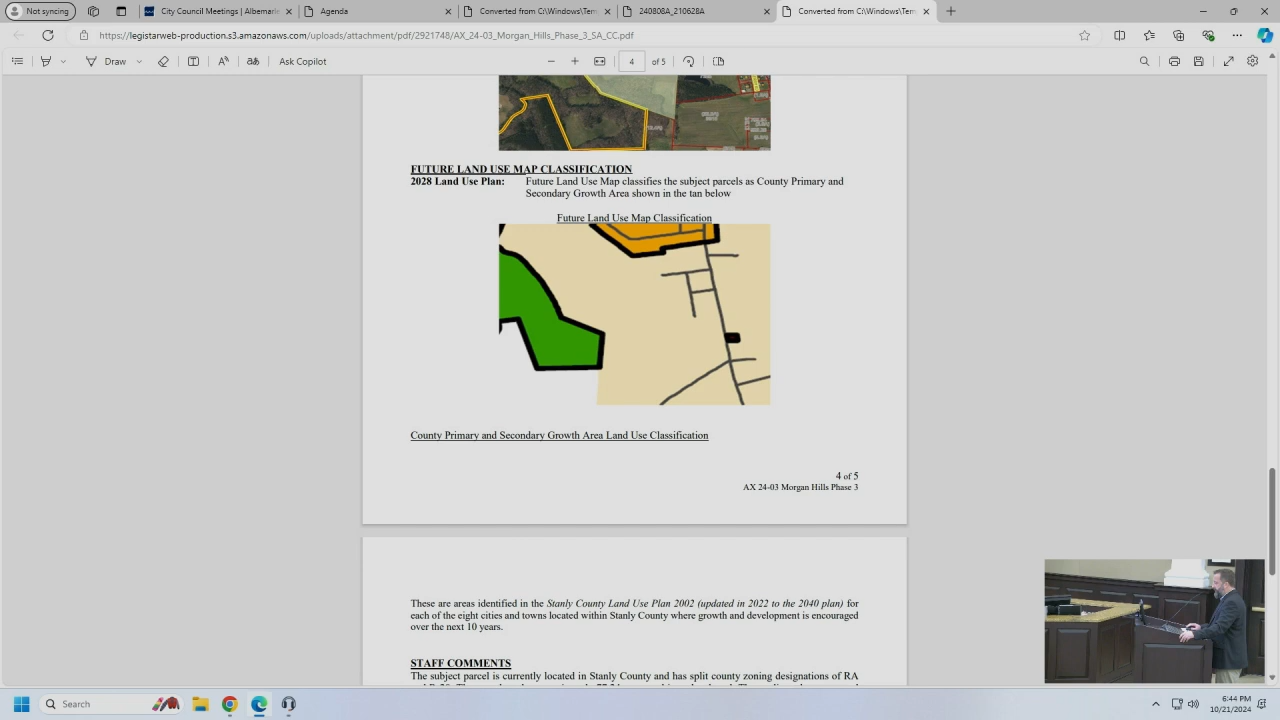 Not syncing
City Council Meetings | Albemarl
Agenda
Converted from C:\Windows\Tem
240808A_210628A
Converted from C:\Windows\Tem
https://legistarweb-production.s3.amazonaws.com/uploads/attachment/pdf/2921748/AX_24-03_Morgan_Hills_Phase_3_SA_CC.pdf
Draw
Ask Copilot
4 of 5
FUTURE LAND USE MAP CLASSIFICATION
2028 Land Use Plan: Future Land Use Map classifies the subject parcels as County Primary and
Secondary Growth Area shown in the tan below
Future Land Use Map Classification
County Primary and Secondary Growth Area Land Use Classification
4 of 5
AX 24-03 Morgan Hills Phase 3
These are areas identified in the Stanly County Land Use Plan 2002 (updated in 2022 to the 2040 plan) for
each of the eight cities and towns located within Stanly County where growth and development is encouraged
over the next 10 years.
STAFF COMMENTS
The subject parcel is currently located in Stanly County and has split county zoning designations of RA
Search
6:44 PM
10/21/2024